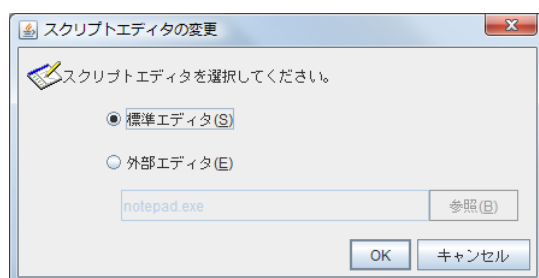 スクリプトエディタの変更
スクリプトエディタを選択してください。
標準エディタ(S)
外部エディタ(E)
notepad.exe 参照(B)
OK キャンセル